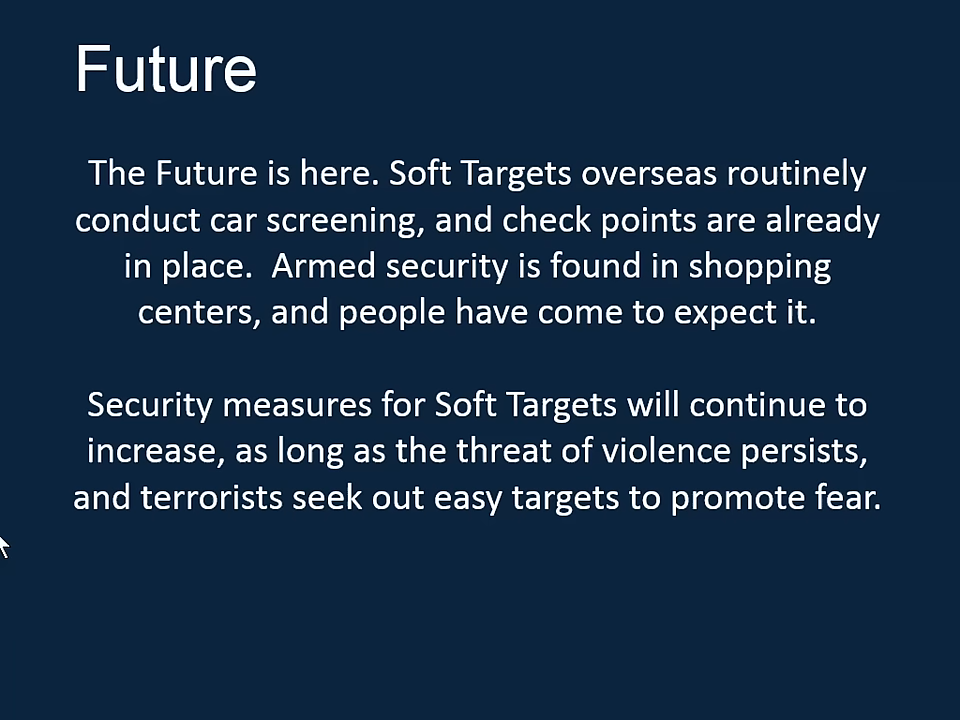 Future
The Future is here. Soft Targets overseas routinely
conduct car screening, and check points are already
in place.  Armed security is found in shopping
centers, and people have come to expect it.
Security measures for Soft Targets will continue to
increase, as long as the threat of violence persists,
and terrorists seek out easy targets to promote fear.